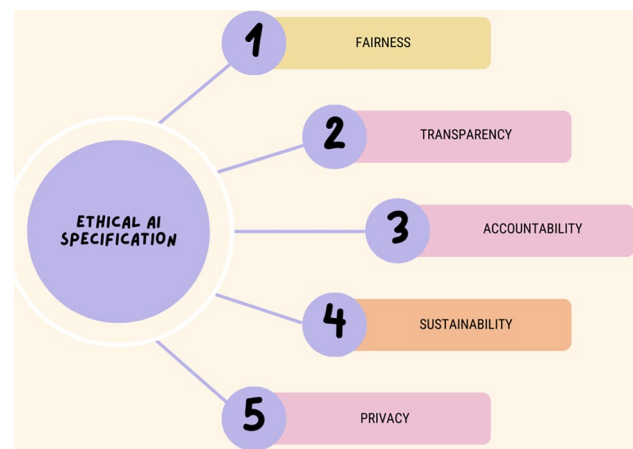 1
FAIRNESS
2
TRANSPARENCY
ETHICAL AI
SPECIFICATION
3
ACCOUNTABILITY
4
SUSTAINABILITY
5
PRIVACY